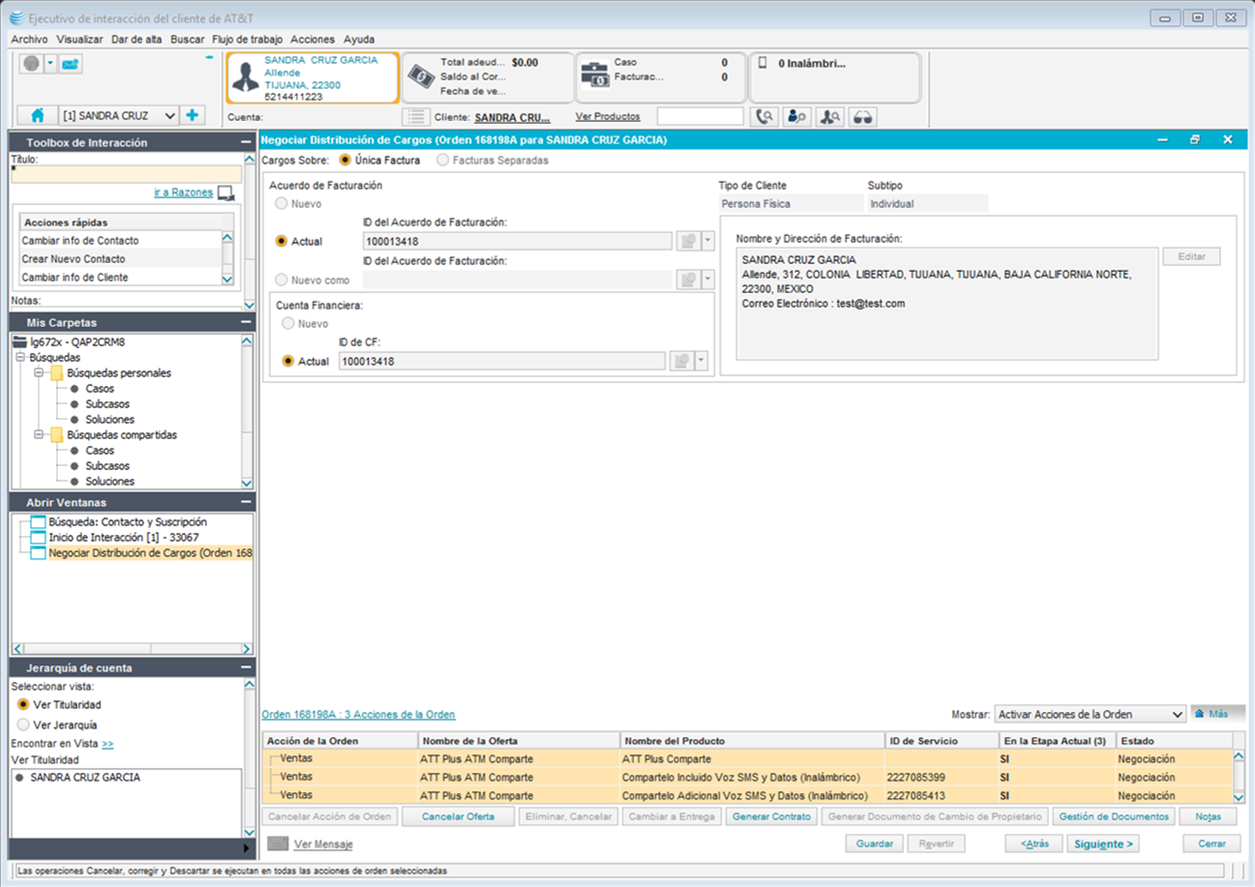 Ejecutivo de interacción del cliente de AT&T
Archivo Visualizar Dar de alta Buscar Flujo de trabajo Acciones Ayuda
SANDRA CRUZ GARCIA
Allende
TIJUANA, 22300
5214411223
Total adeud... $0.00
Saldo al Cor...
Fecha de ve...
Caso 0
Facturac... 0
0 Inalámbri...
[1] SANDRA CRUZ
Cuenta:
Cliente: SANDRA CRU...
Ver Productos
Toolbox de Interacción
Título:
*
ir a Razones
Acciones rápidas
Cambiar info de Contacto
Crear Nuevo Contacto
Cambiar info de Cliente
Notas:
Mis Carpetas
lg672x - QAP2CRM8
Búsquedas
Búsquedas personales
Casos
Subcasos
Soluciones
Búsquedas compartidas
Casos
Subcasos
Soluciones
Abrir Ventanas
Búsqueda: Contacto y Suscripción
Inicio de Interacción [1] - 33067
Negociar Distribución de Cargos (Orden 168
Jerarquía de cuenta
Seleccionar vista:
Ver Titularidad
Ver Jerarquía
Encontrar en Vista >>
Ver Titularidad
SANDRA CRUZ GARCIA
Negociar Distribución de Cargos (Orden 168198A para SANDRA CRUZ GARCIA)
Cargos Sobre: Única Factura Facturas Separadas
Acuerdo de Facturación
Nuevo
ID del Acuerdo de Facturación:
Actual 100013418
ID del Acuerdo de Facturación:
Nuevo como
Cuenta Financiera:
Nuevo
ID de CF:
Actual 100013418
Tipo de Cliente Subtipo
Persona Física Individual
Nombre y Dirección de Facturación:
SANDRA CRUZ GARCIA
Allende, 312, COLONIA LIBERTAD, TIJUANA, TIJUANA, BAJA CALIFORNIA NORTE,
22300, MEXICO
Correo Electrónico : test@test.com
Editar
Orden 168198A : 3 Acciones de la Orden
Mostrar: Activar Acciones de la Orden Más
Acción de la Orden Nombre de la Oferta Nombre del Producto ID de Servicio En la Etapa Actual (3) Estado
Ventas ATT Plus ATM Comparte ATT Plus Comparte SI Negociación
Ventas ATT Plus ATM Comparte Compartelo Incluido Voz SMS y Datos (Inalámbrico) 2227085399 SI Negociación
Ventas ATT Plus ATM Comparte Compartelo Adicional Voz SMS y Datos (Inalámbrico) 2227085413 SI Negociación
Cancelar Acción de Orden Cancelar Oferta Eliminar, Cancelar Cambiar a Entrega Generar Contrato Generar Documento de Cambio de Propietario Gestión de Documentos Notas
Ver Mensaje Guardar Revertir <Atrás Siguiente > Cerrar
Las operaciones Cancelar, corregir y Descartar se ejecutan en todas las acciones de orden seleccionadas